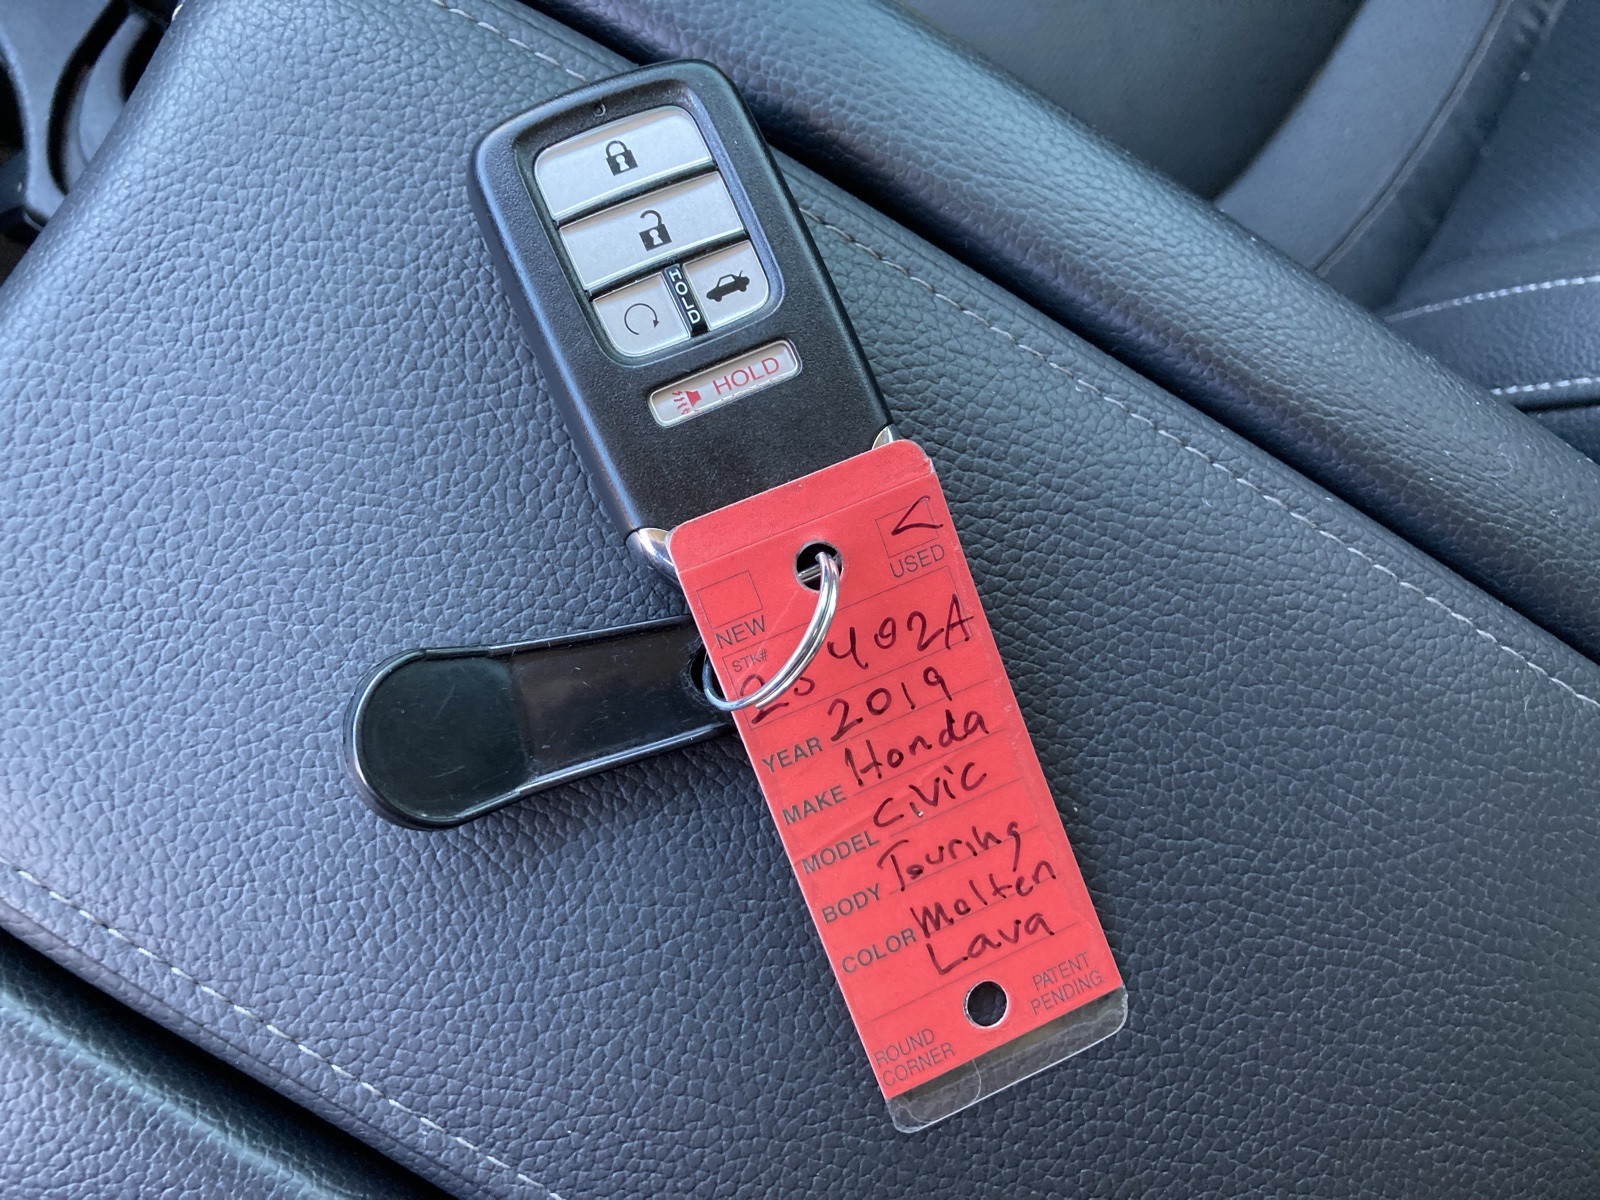 HOLD
HOLD
USED
NEW
STK#
402A
YEAR 2019
MAKE Honda
MODEL CiViC
BODY Touring
COLOR Molten
Lava
PATENT
PENDING
ROUND
CORNER